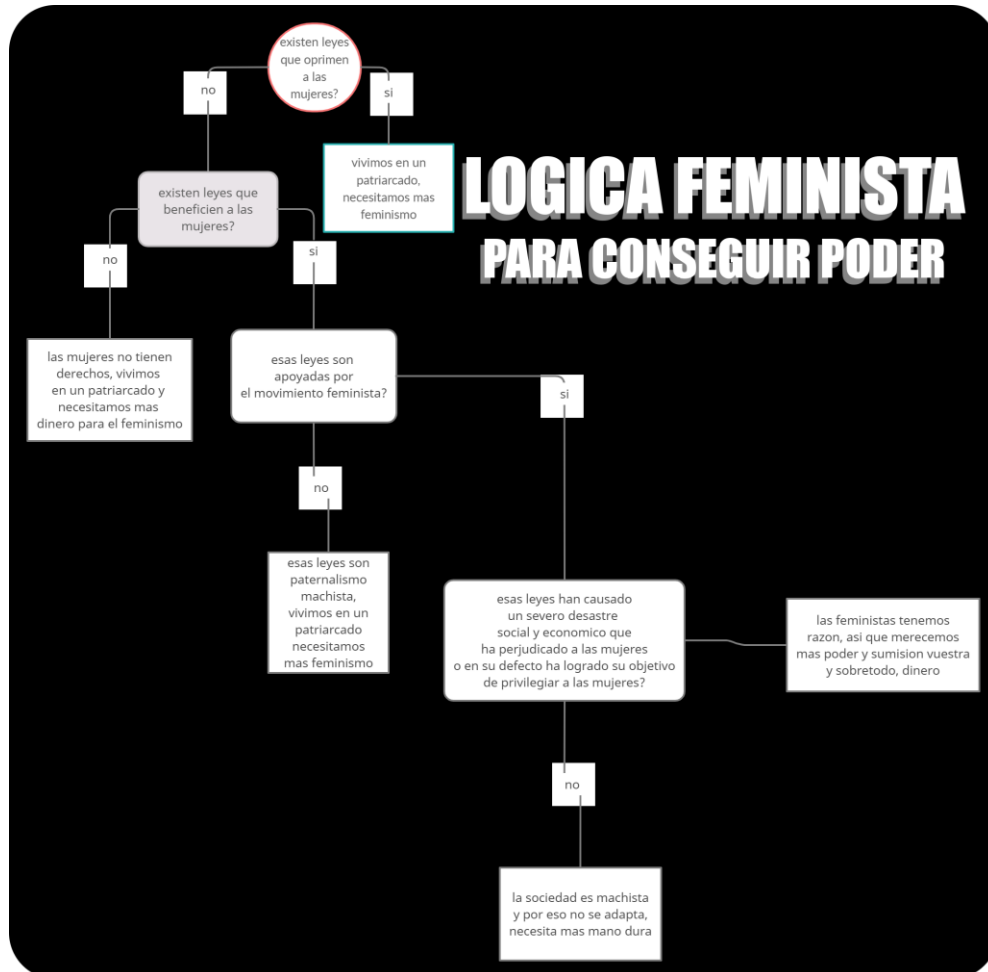 existen leyes
que oprimen
a las
mujeres?
no
si
vivimos en un
patriarcado,
necesitamos mas
feminismo
LOGICA FEMINISTA
PARA CONSEGUIR PODER
existen leyes que
beneficien a las
mujeres?
no
si
las mujeres no tienen
derechos, vivimos
en un patriarcado y
necesitamos mas
dinero para el feminismo
esas leyes son
apoyadas por
el movimiento feminista?
si
no
esas leyes son
paternalismo
machista,
vivimos en un
patriarcado
necesitamos
mas feminismo
esas leyes han causado
un severo desastre
social y economico que
ha perjudicado a las mujeres
o en su defecto ha logrado su objetivo
de privilegiar a las mujeres?
las feministas tenemos
razon, asi que merecemos
mas poder y sumision vuestra
y sobretodo, dinero
no
la sociedad es machista
y por eso no se adapta,
necesita mas mano dura